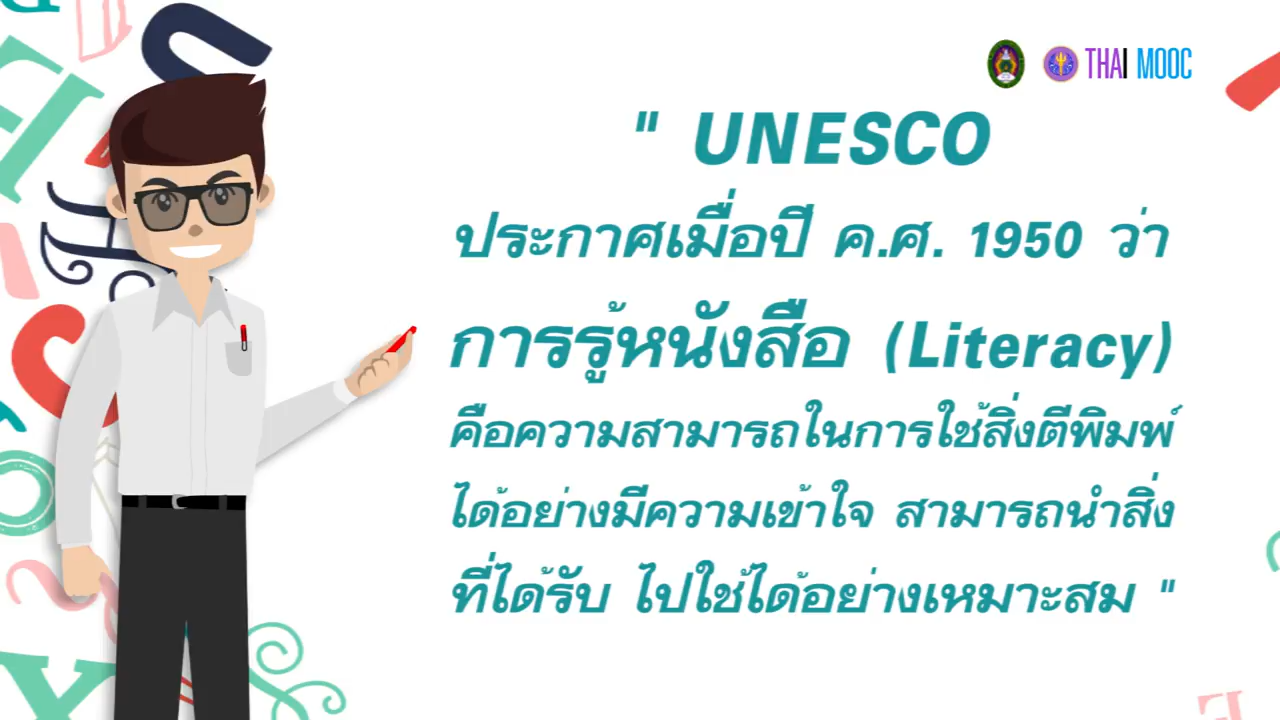 THAI MOOC
" UNESCO
ประกาศเมื่อปี ค.ศ. 1950 ว่า
การรู้หนังสือ (Literacy)
คือความสามารถในการใช้สิ่งตีพิมพ์
ได้อย่างมีความเข้าใจ สามารถนำสิ่ง
ที่ได้รับ ไปใช้ได้อย่างเหมาะสม "